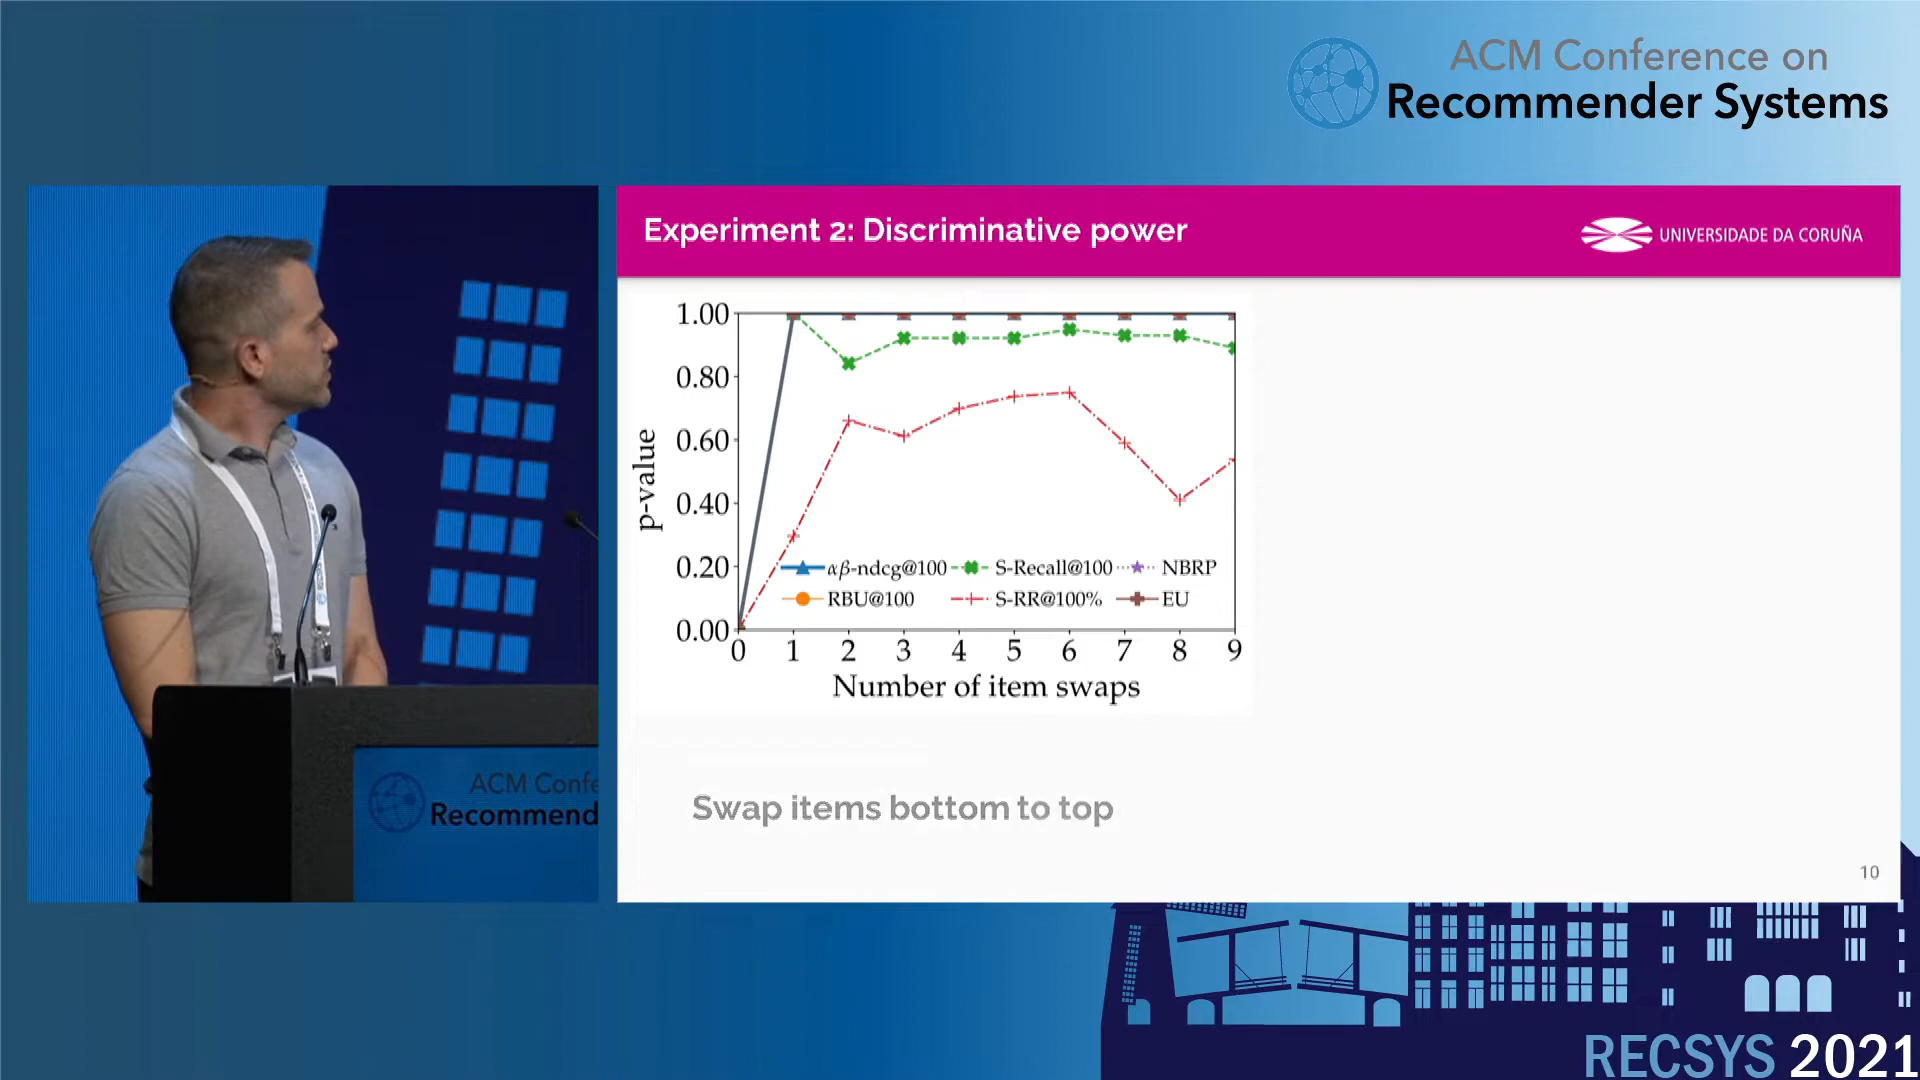 ACM Conference on
Recommender Systems
Experiment 2: Discriminative power
UNIVERSIDADE DA CORUÑA
1.00
0.80
0.60
0.40
0.20
0.00
p-value
αβ-ndcg@100 S-Recall@100 NBRP
RBU@100 S-RR@100% EU
0 1 2 3 4 5 6 7 8 9
Number of item swaps
Swap items bottom to top
10
ACM Confe
Recommend
RECSYS 2021